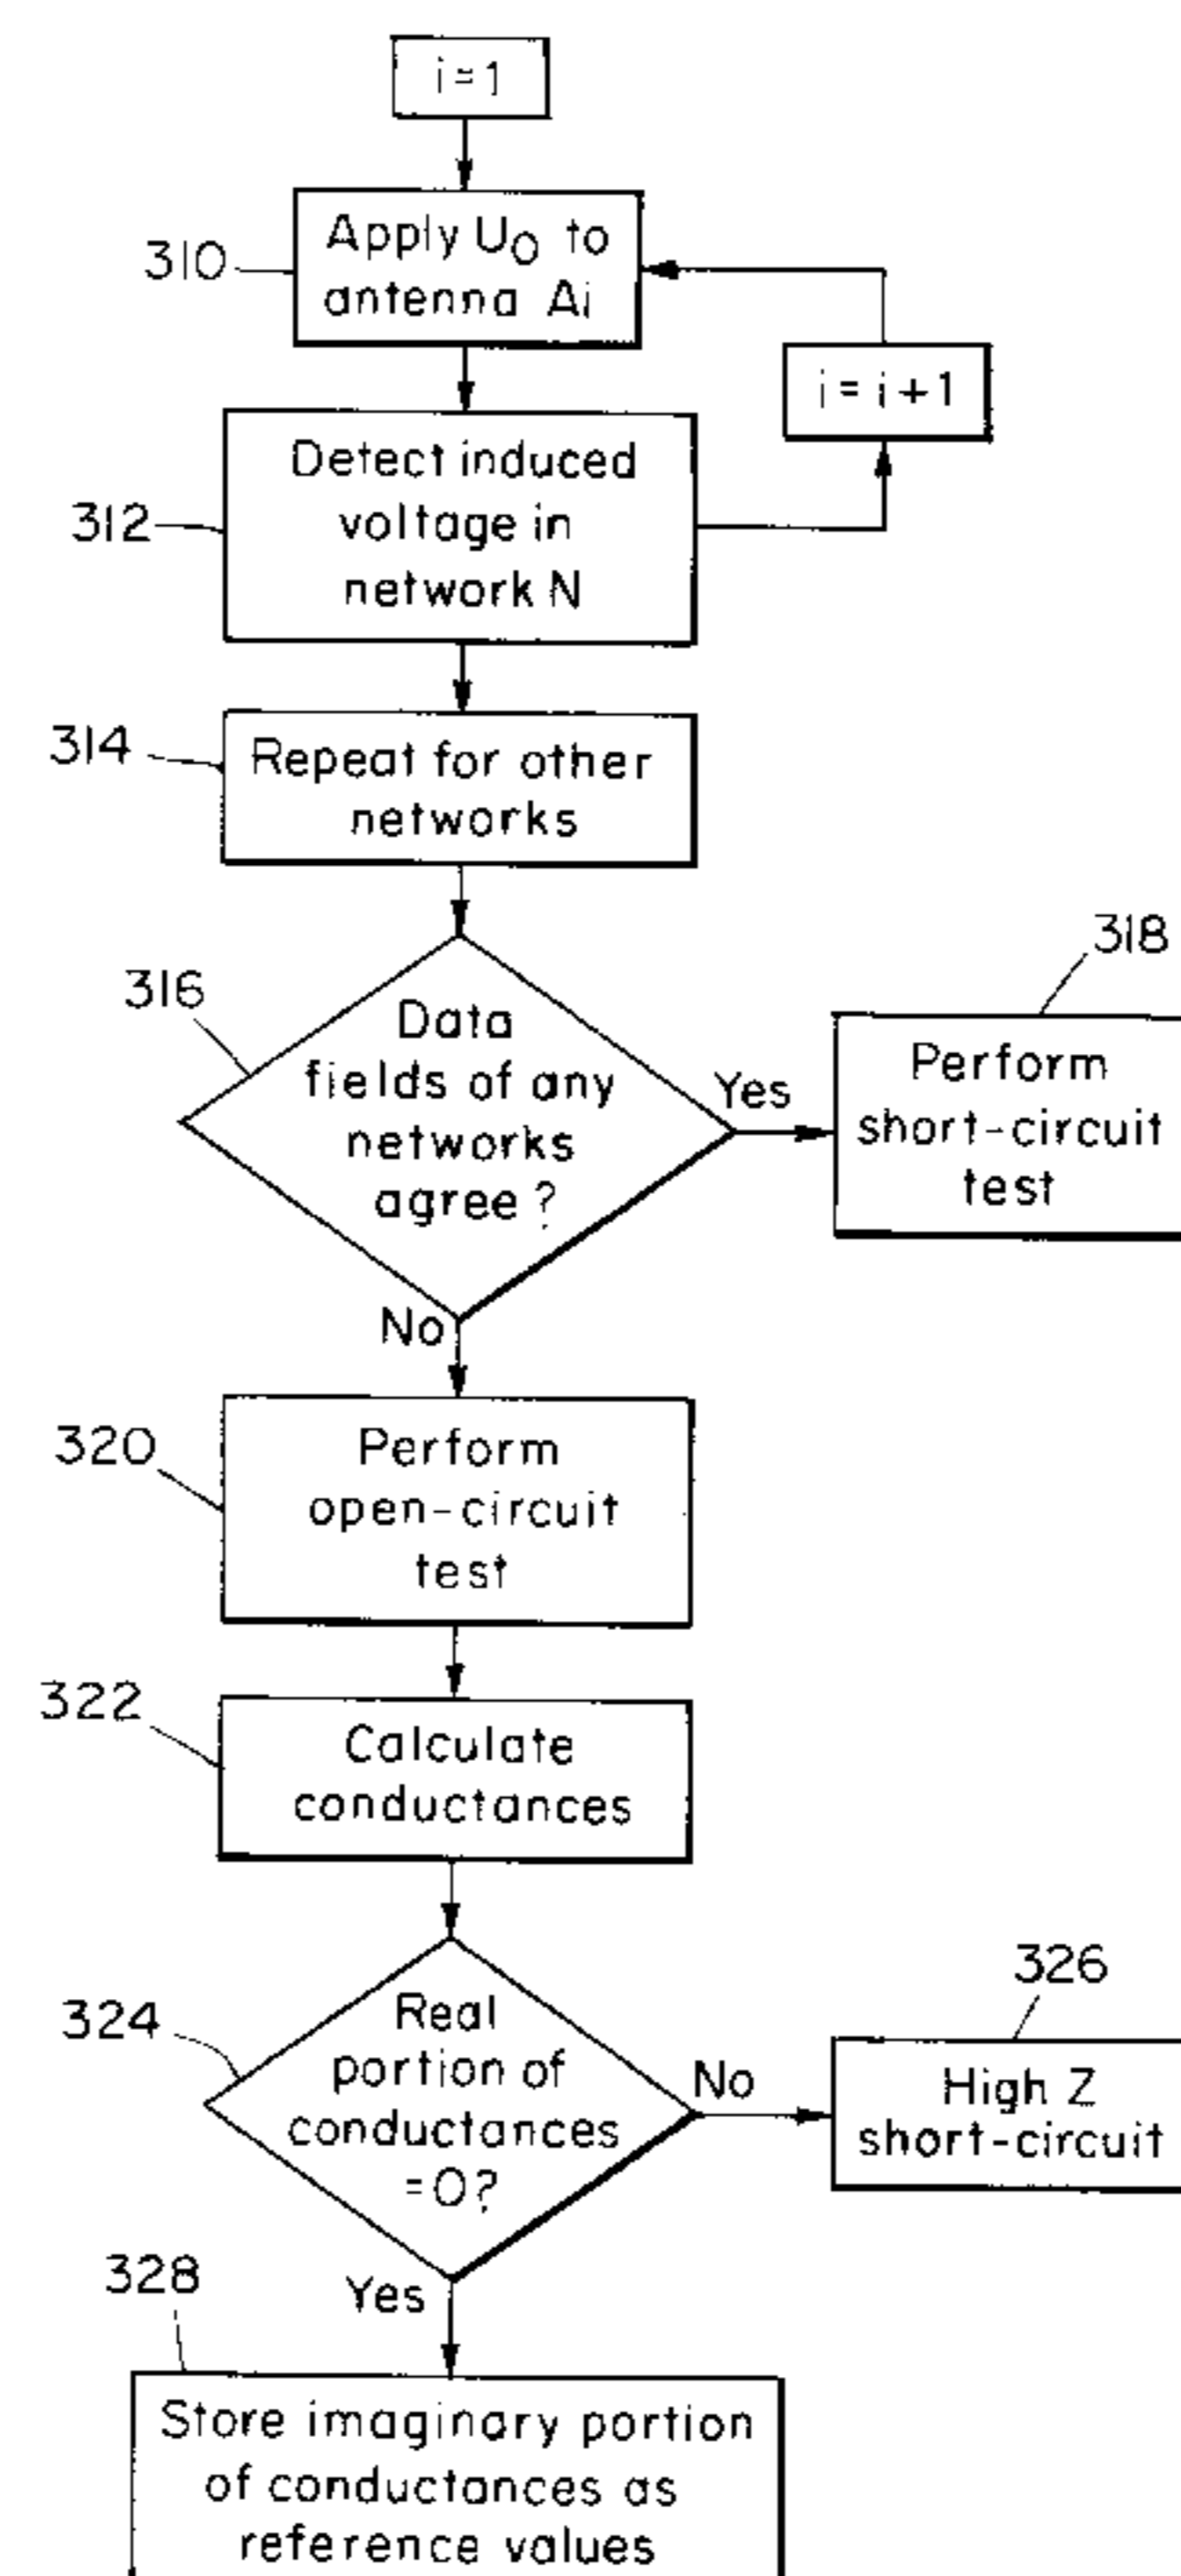 i = 1
310
Apply U0 to
antenna Ai
i = i + 1
312
Detect induced
voltage in
network N
314
Repeat for other
networks
316
Data
fields of any
networks
agree?
Yes
318
Perform
short-circuit
test
No
320
Perform
open-circuit
test
322
Calculate
conductances
324
Real
portion of
conductances
=0?
No
326
High Z
short-circuit
Yes
328
Store imaginary portion
of conductances as
reference values